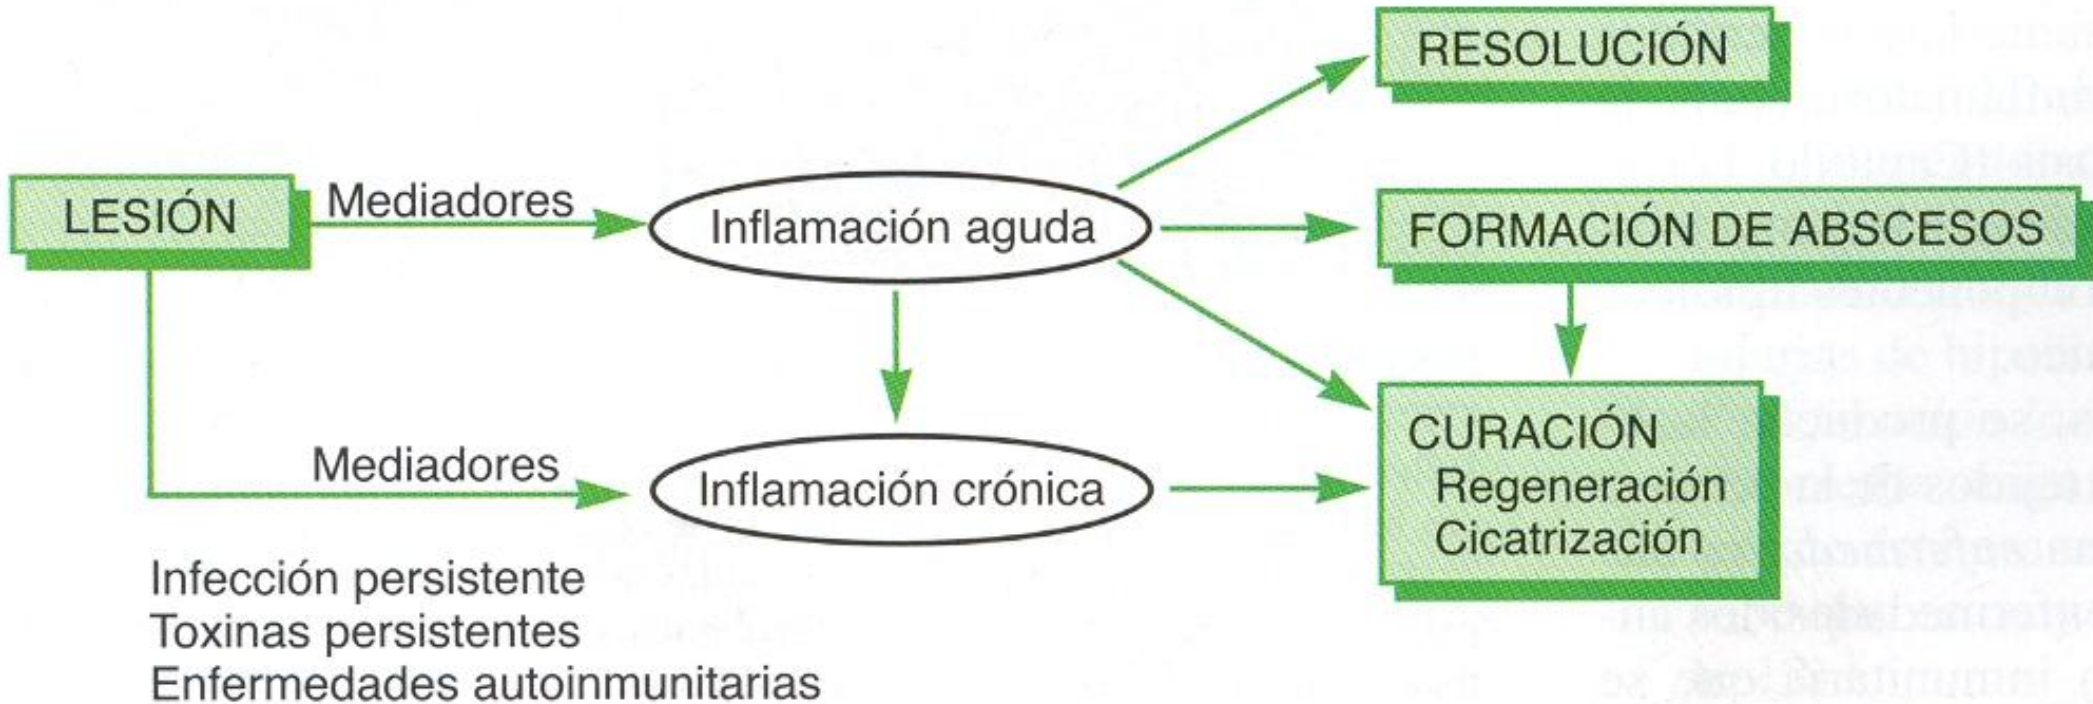 RESOLUCIÓN
LESIÓN
Mediadores
Inflamación aguda
FORMACIÓN DE ABSCESOS
Mediadores
Inflamación crónica
CURACIÓN
Regeneración
Cicatrización
Infección persistente
Toxinas persistentes
Enfermedades autoinmunitarias